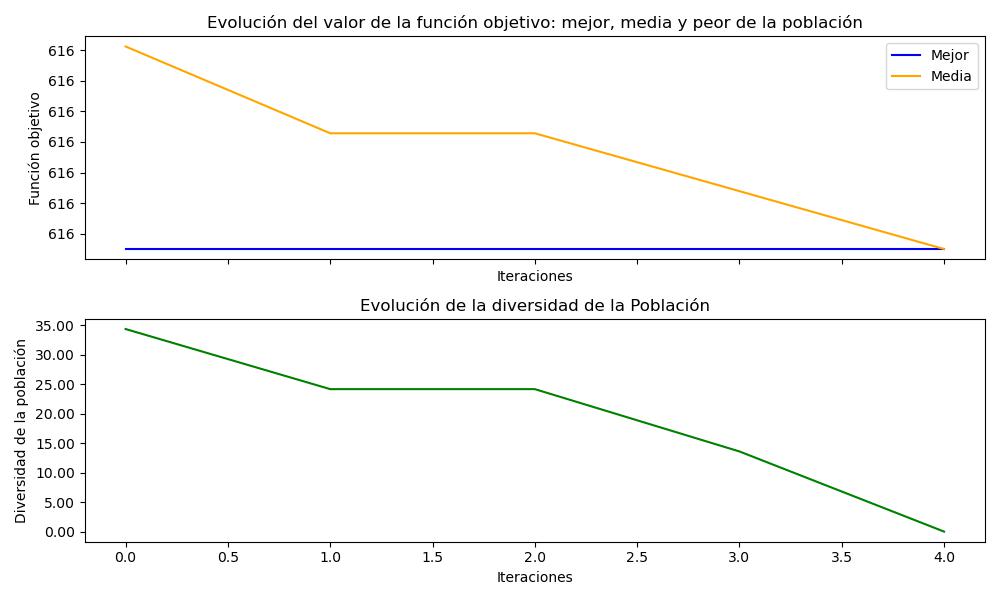 Evolución del valor de la función objetivo: mejor, media y peor de la población
616
616
616
616
616
616
616
Función objetivo
Mejor
Media
Iteraciones
Evolución de la diversidad de la Población
35.00
30.00
25.00
20.00
15.00
10.00
5.00
0.00
Diversidad de la población
0.0 0.5 1.0 1.5 2.0 2.5 3.0 3.5 4.0
Iteraciones